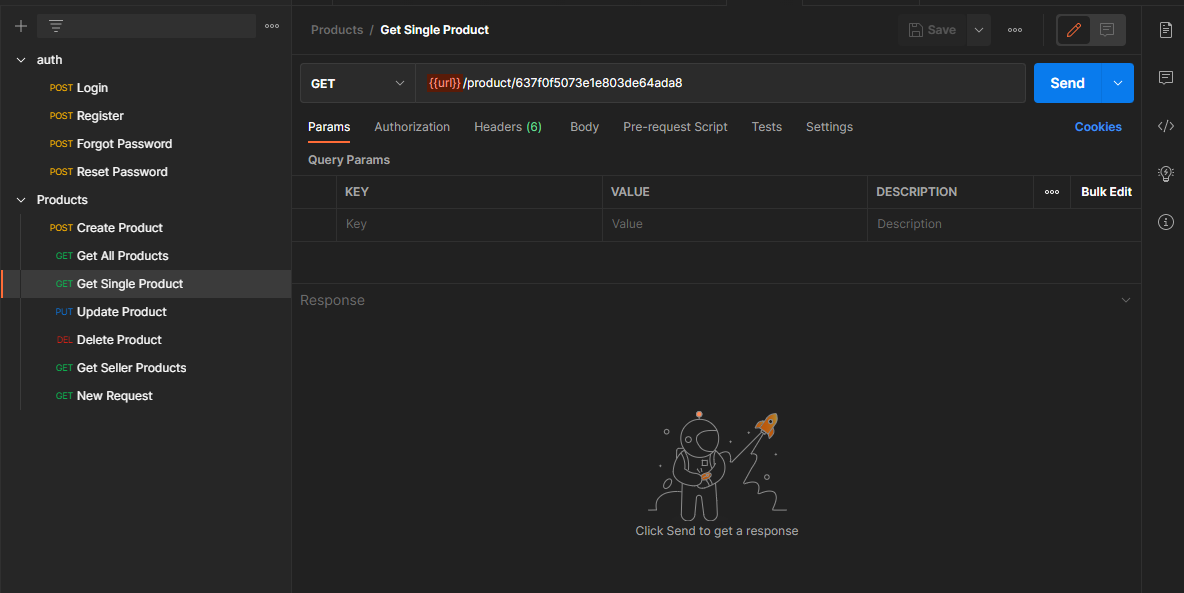 auth
POST Login
POST Register
POST Forgot Password
POST Reset Password
Products
POST Create Product
GET Get All Products
GET Get Single Product
PUT Update Product
DEL Delete Product
GET Get Seller Products
GET New Request
Products / Get Single Product
Save
GET
{{url}}/product/637f0f5073e1e803de64ada8
Send
Params Authorization Headers (6) Body Pre-request Script Tests Settings Cookies
Query Params
KEY VALUE DESCRIPTION Bulk Edit
Key Value Description
Response
Click Send to get a response